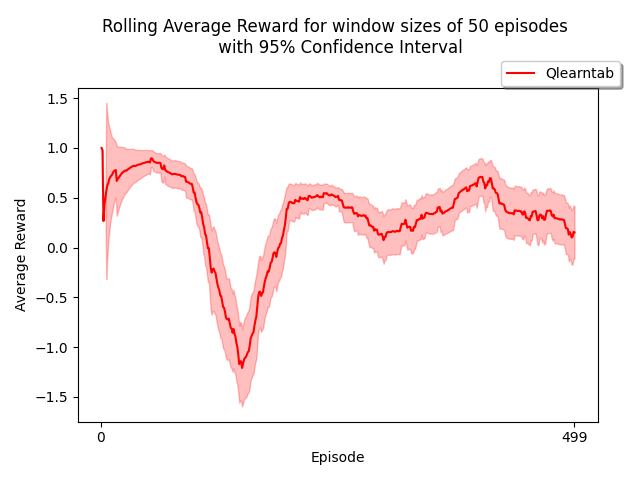 Rolling Average Reward for window sizes of 50 episodes
with 95% Confidence Interval
Qlearntab
1.5
1.0
0.5
0.0
−0.5
−1.0
−1.5
Average Reward
0
499
Episode